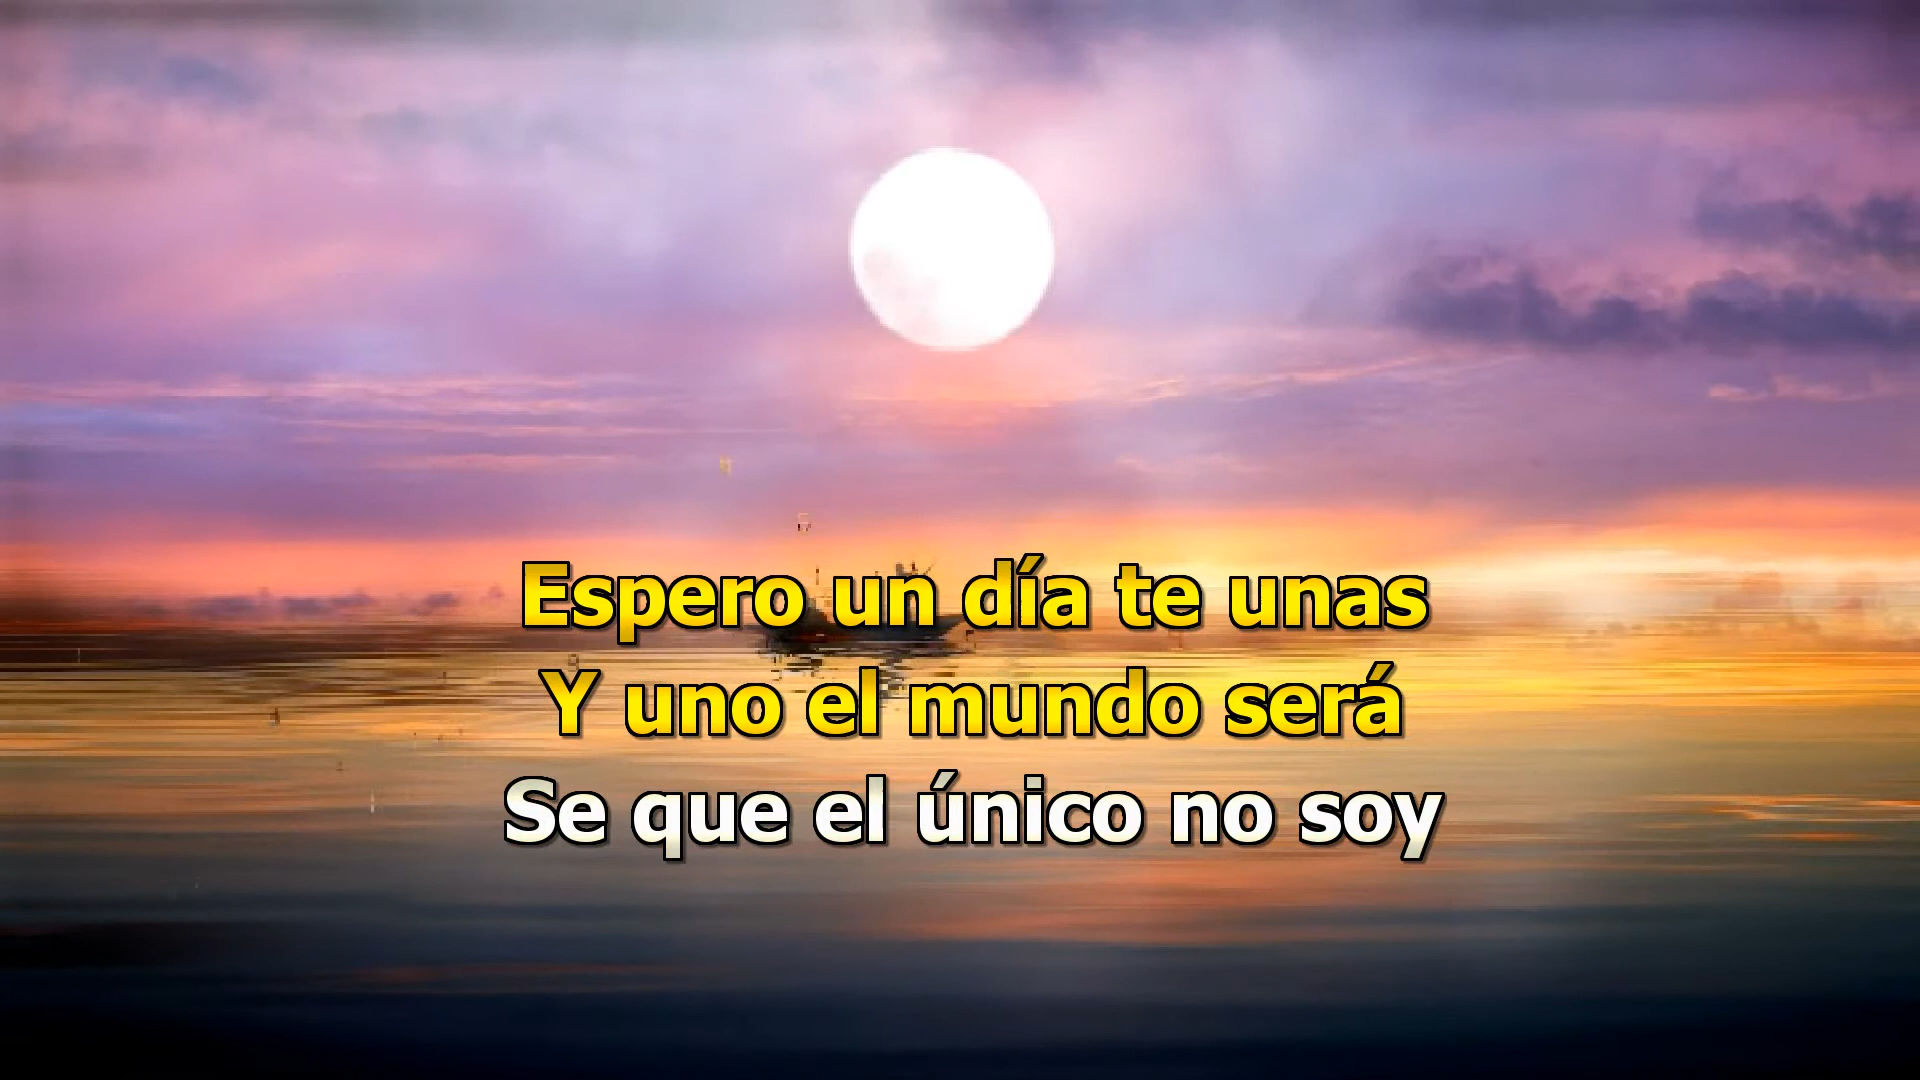 Espero un día te unas
Y uno el mundo será
Se que el único no soy